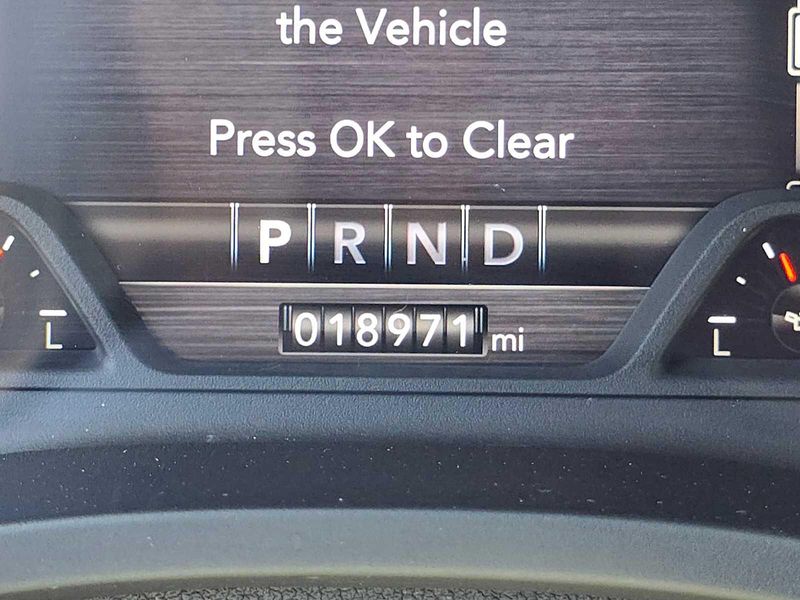 the Vehicle
Press OK to Clear
P R N D
018971 mi
L
L